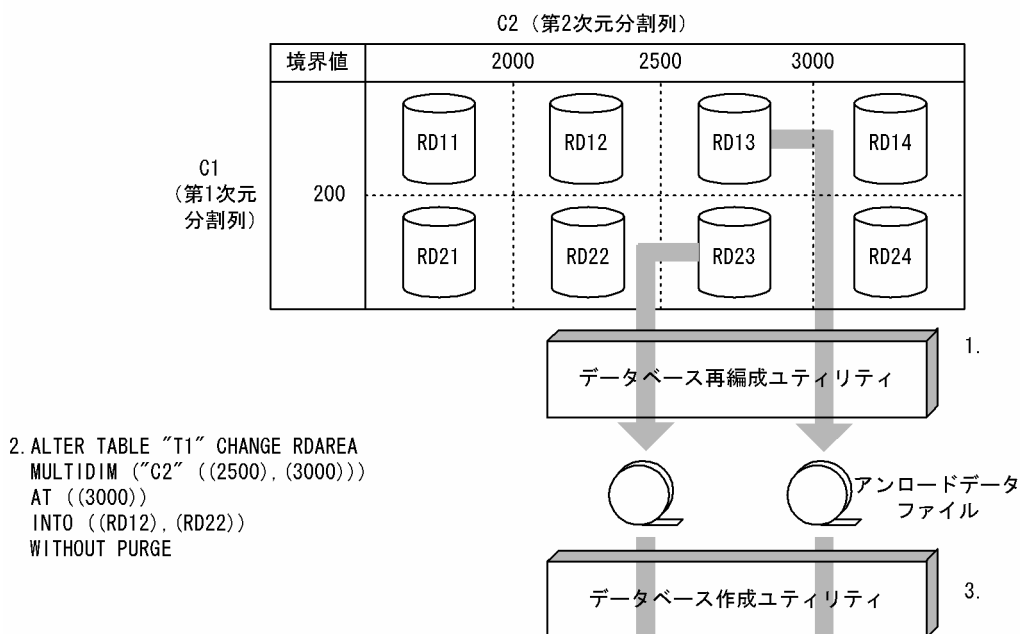 C2（第2次元分割列）
境界値 2000 2500 3000
RD11 RD12 RD13 RD14
C1
（第1次元
分割列）
200
RD21 RD22 RD23 RD24
1.
データベース再編成ユティリティ
2. ALTER TABLE "T1" CHANGE RDAREA
MULTIDIM ("C2" ((2500),(3000)))
AT ((3000))
INTO ((RD12),(RD22))
WITHOUT PURGE
アンロードデータ
ファイル
データベース作成ユティリティ
3.